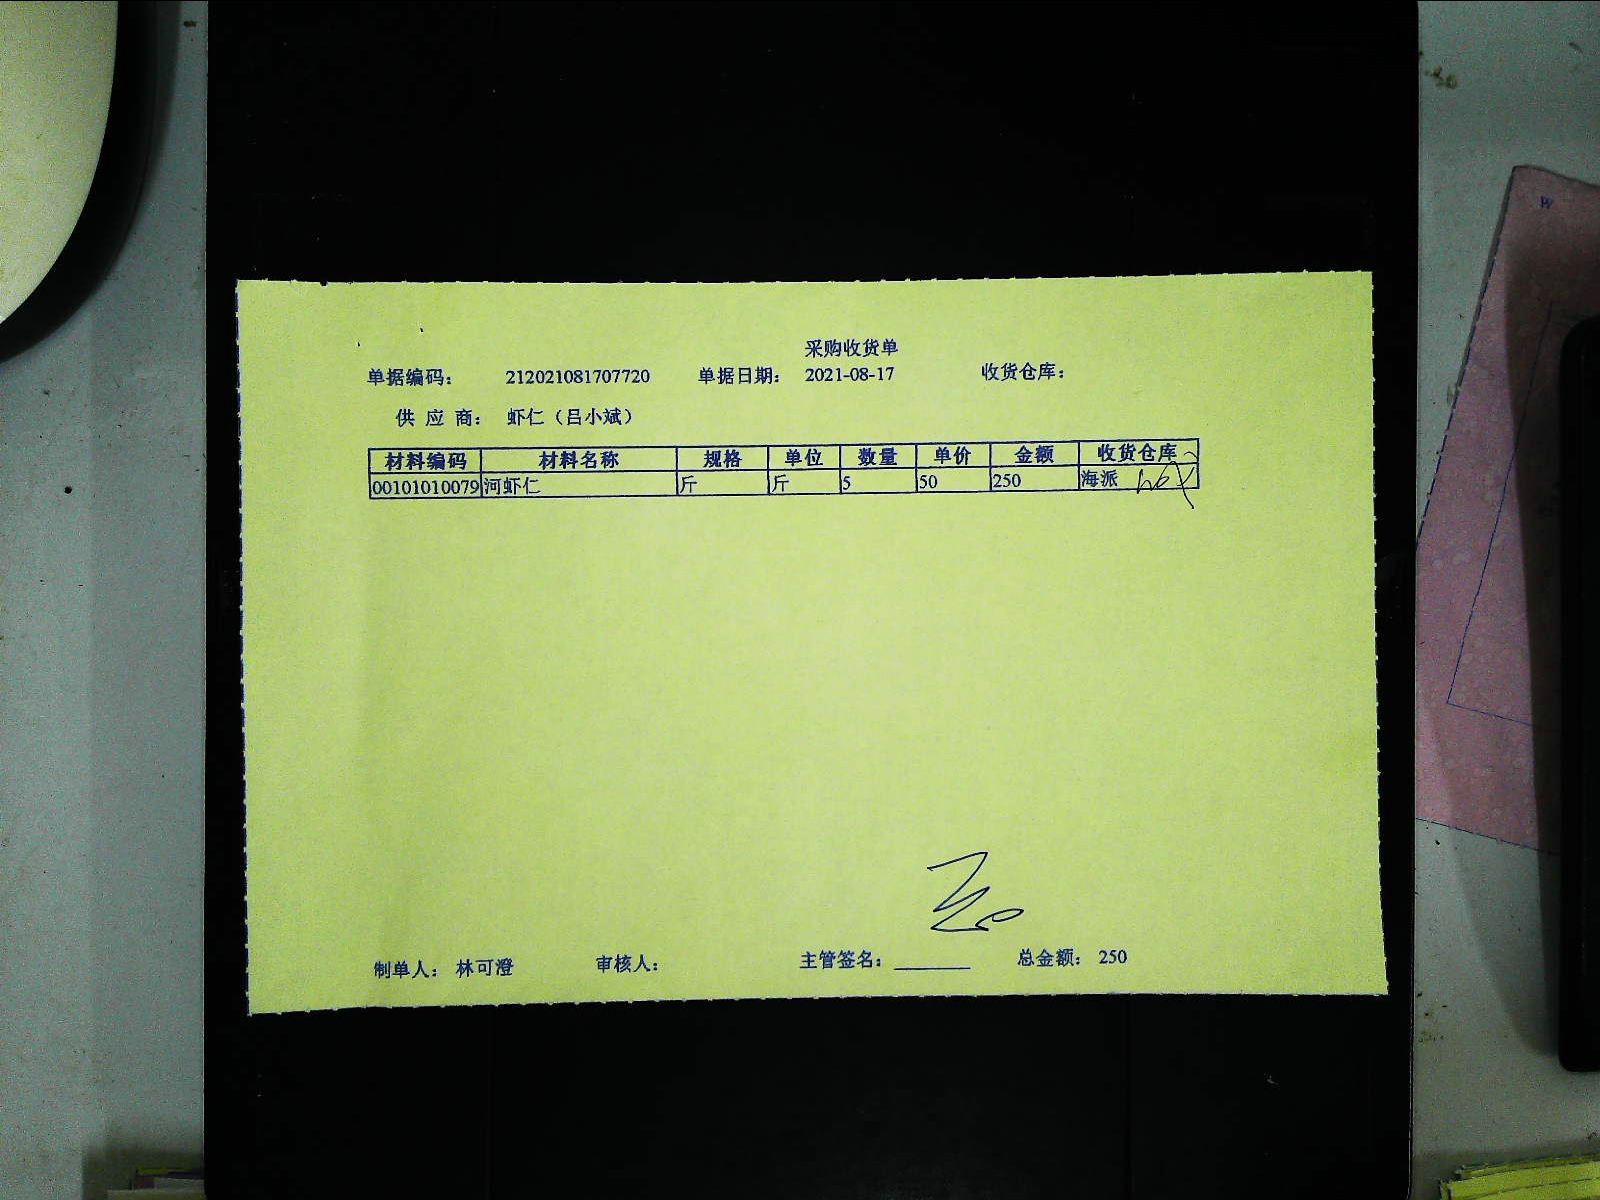 采购收货单
单据编码： 212021081707720 单据日期： 2021-08-17 收货仓库：
供 应 商： 虾仁（吕小斌）
材料编码 材料名称 规格 单位 数量 单价 金额 收货仓库
00101010079 河虾仁 斤 斤 5 50 250 海派
制单人： 林可澄 审核人： 主管签名： 总金额： 250